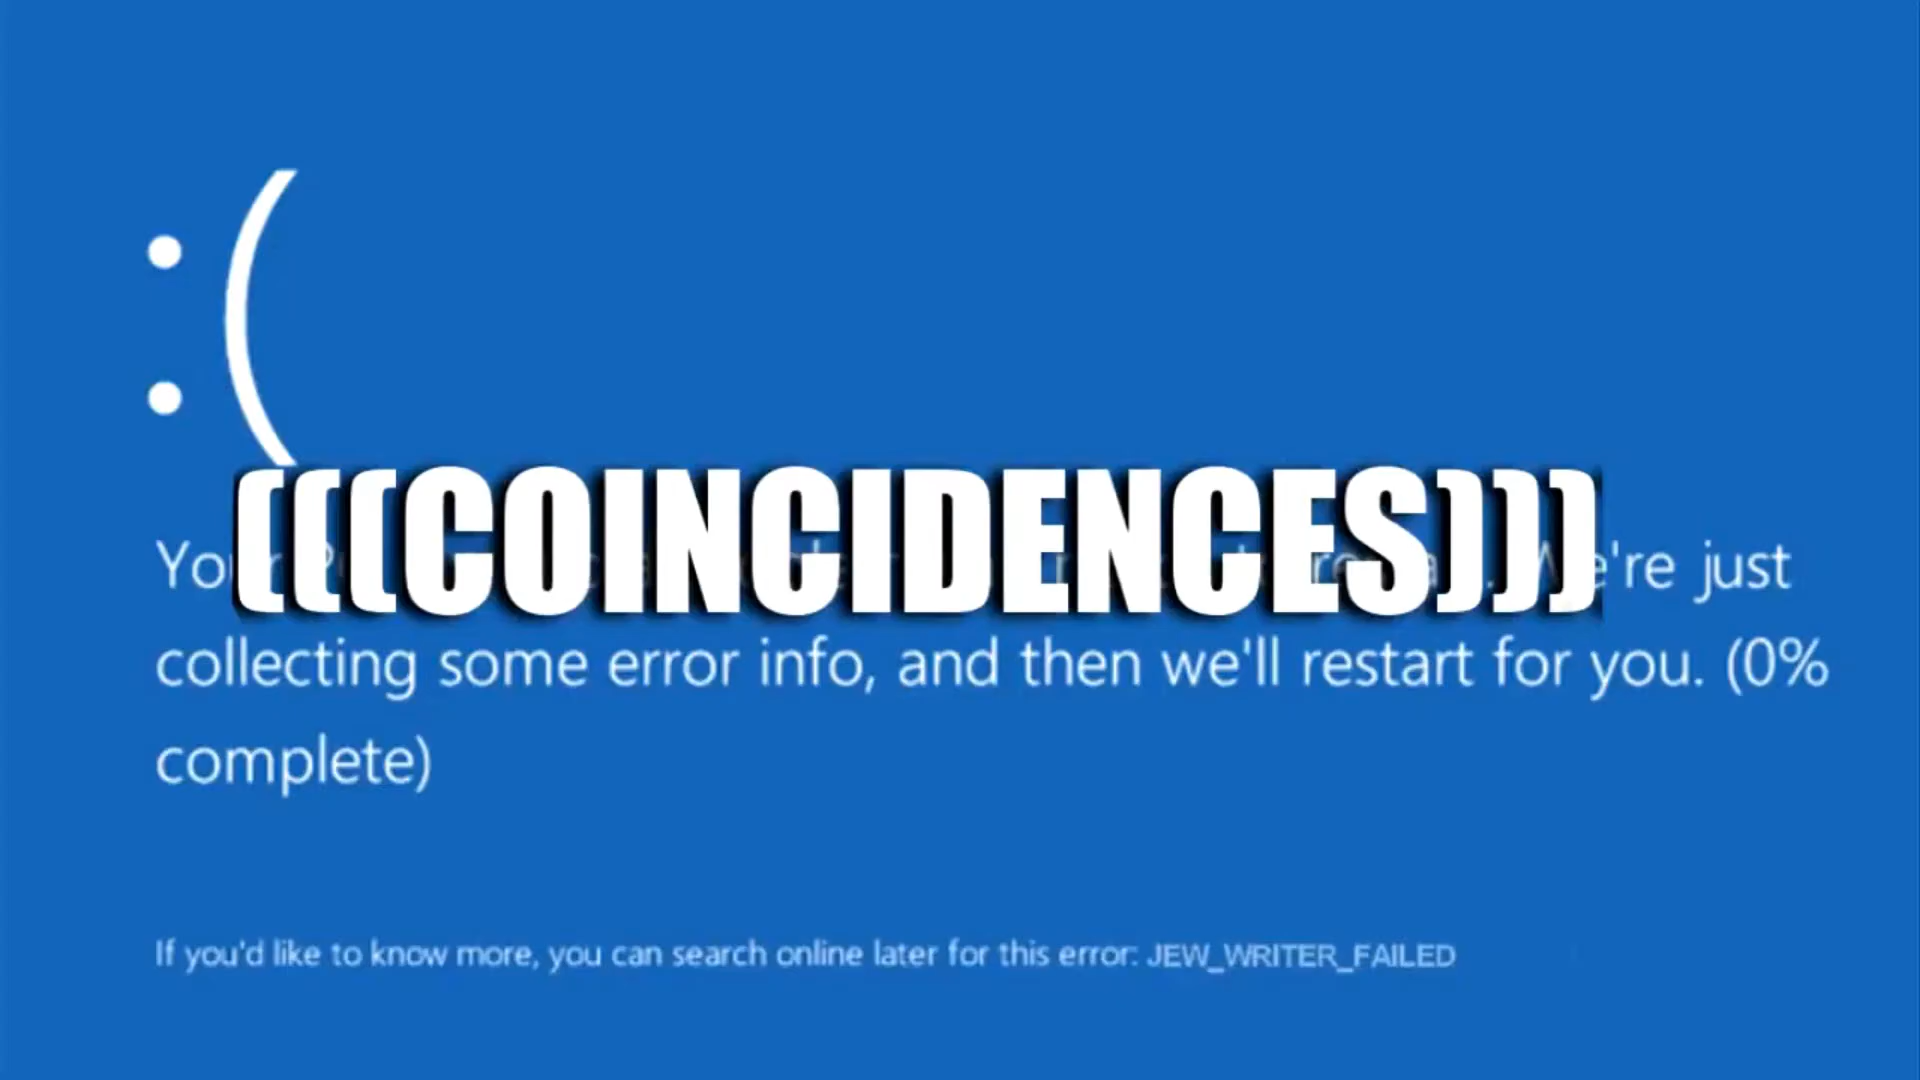 :(
(((COINCIDENCES)))
We're just
collecting some error info, and then we'll restart for you. (0%
complete)
If you'd like to know more, you can search online later for this error: JEW_WRITER_FAILED